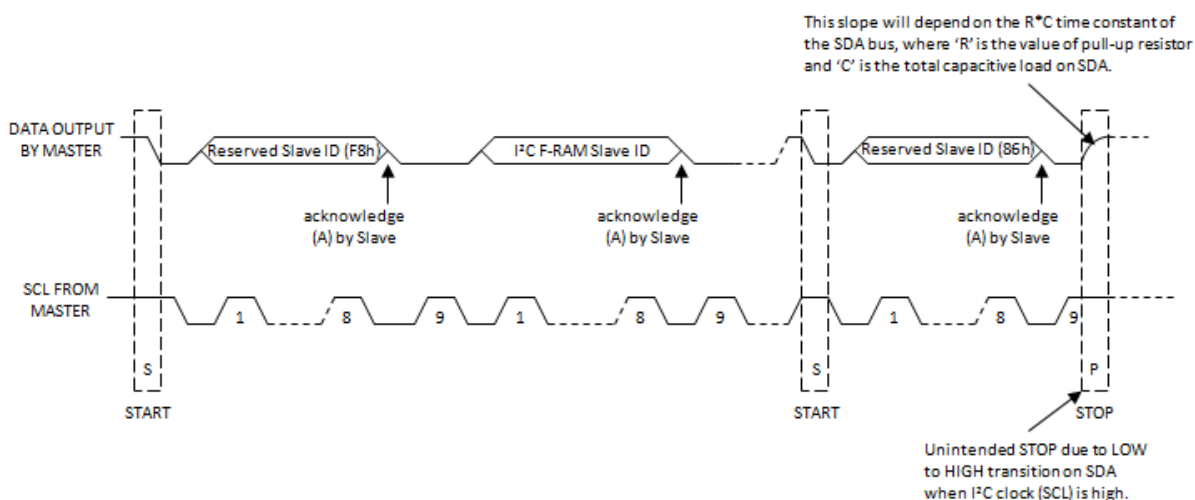 This slope will depend on the R*C time constant of
the SDA bus, where ‘R’ is the value of pull-up resistor
and ‘C’ is the total capacitive load on SDA.
DATA OUTPUT
BY MASTER
Reserved Slave ID (F8h)
I²C F-RAM Slave ID
Reserved Slave ID (86h)
acknowledge
(A) by Slave
acknowledge
(A) by Slave
acknowledge
(A) by Slave
SCL FROM
MASTER
1
8
9
1
8
9
1
8
9
S
S
P
START
START
STOP
Unintended STOP due to LOW
to HIGH transition on SDA
when I²C clock (SCL) is high.